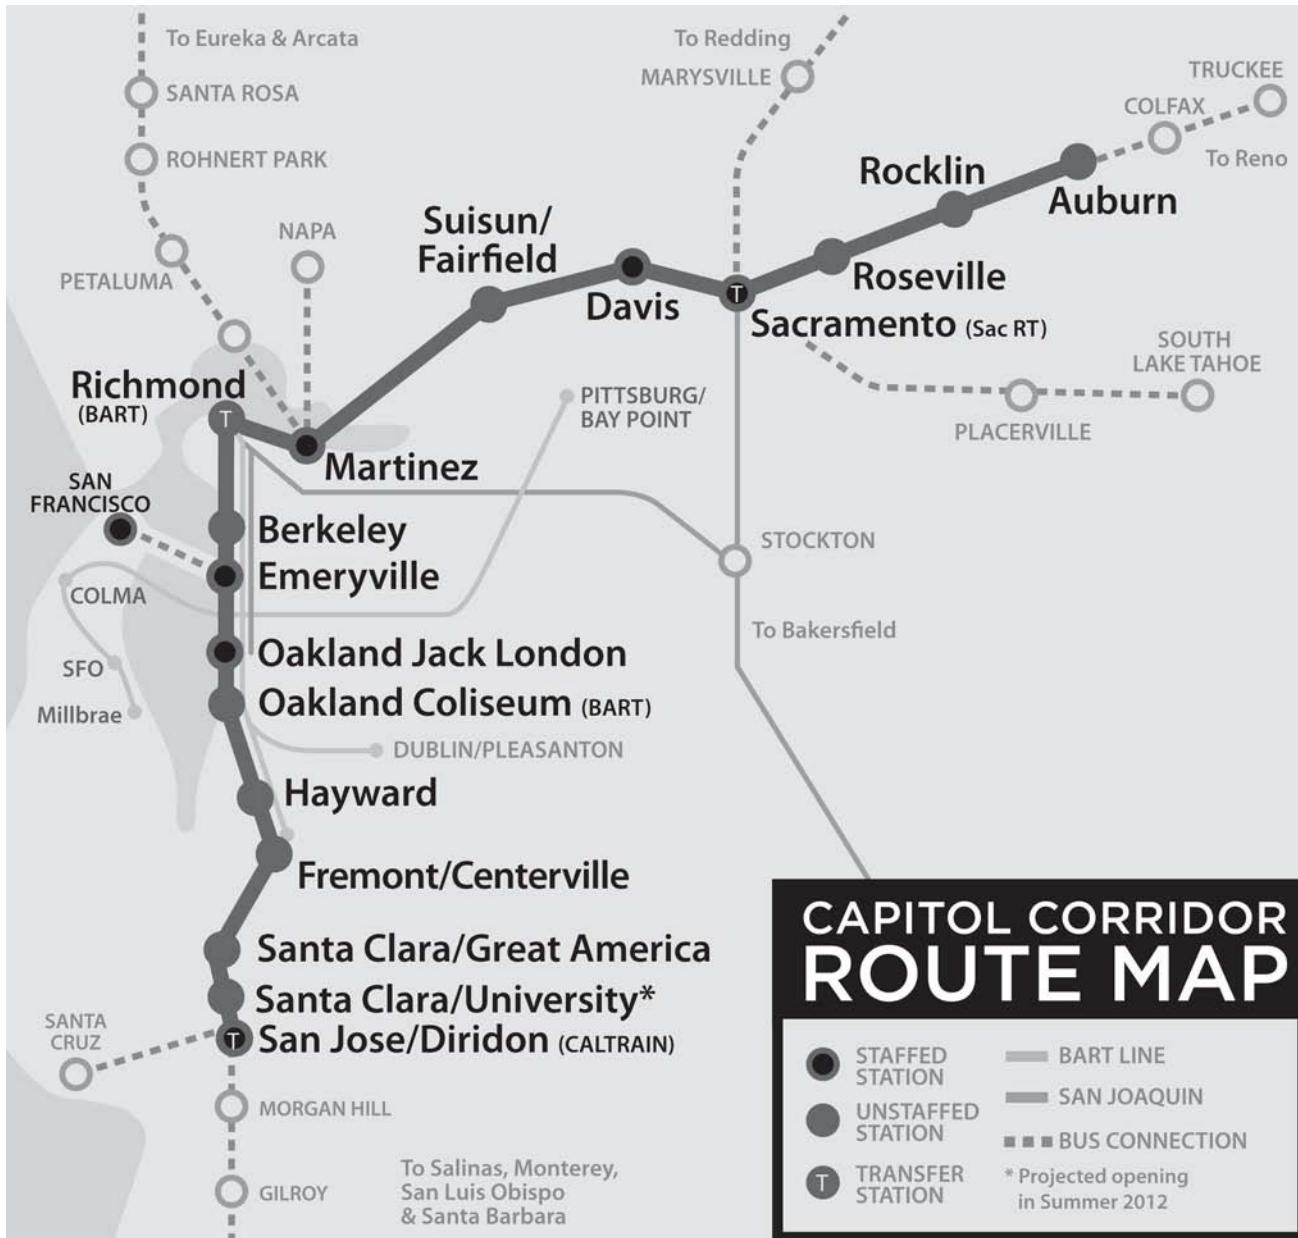 To Eureka & Arcata
SANTA ROSA
ROHNERT PARK
PETALUMA
NAPA
To Redding
MARYSVILLE
TRUCKEE
COLFAX
To Reno
Rocklin
Auburn
Suisun/
Fairfield
Davis
Roseville
Sacramento (Sac RT)
T
SOUTH
LAKE TAHOE
PLACERVILLE
Richmond
(BART)
T
PITTSBURG/
BAY POINT
Martinez
SAN
FRANCISCO
Berkeley
Emeryville
STOCKTON
COLMA
To Bakersfield
Oakland Jack London
SFO
Oakland Coliseum (BART)
Millbrae
DUBLIN/PLEASANTON
Hayward
Fremont/Centerville
Santa Clara/Great America
Santa Clara/University*
T
San Jose/Diridon (CALTRAIN)
SANTA
CRUZ
MORGAN HILL
GILROY
To Salinas, Monterey,
San Luis Obispo
& Santa Barbara
CAPITOL CORRIDOR
ROUTE MAP
STAFFED
STATION
UNSTAFFED
STATION
T
TRANSFER
STATION
BART LINE
SAN JOAQUIN
BUS CONNECTION
* Projected opening
in Summer 2012